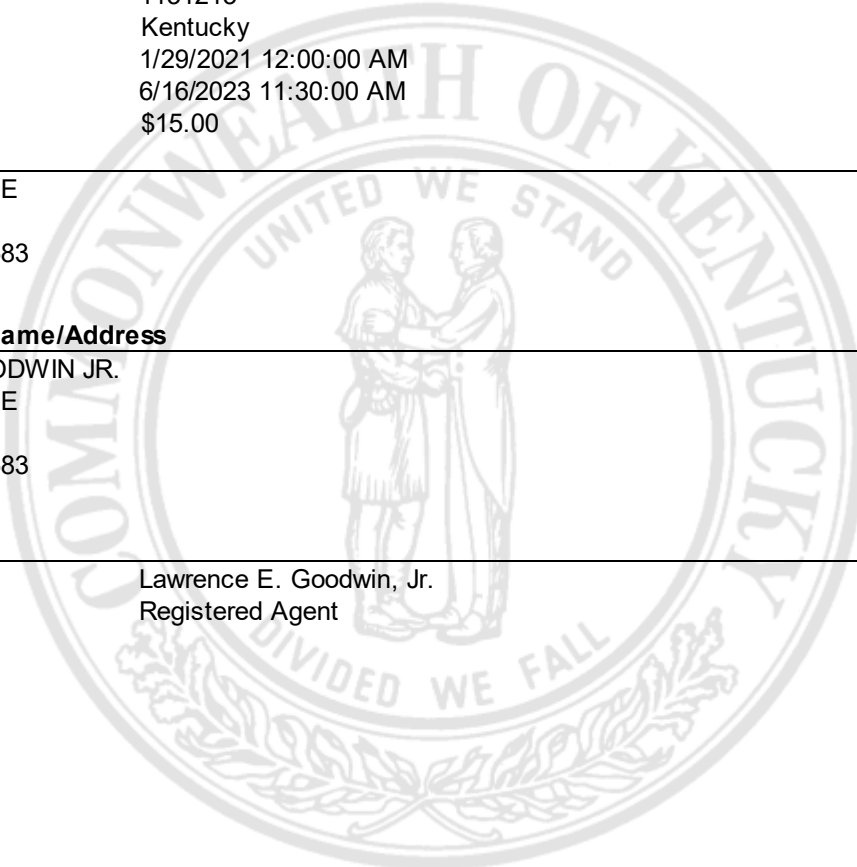 Kentucky
1/29/2021 12:00:00 AM
6/16/2023 11:30:00 AM
$15.00
E
83
ame/Address
ODWIN JR.
E
83
Lawrence E. Goodwin, Jr.
Registered Agent
COMMONWEALTH OF KENTUCKY
UNITED WE STAND
DIVIDED WE FALL